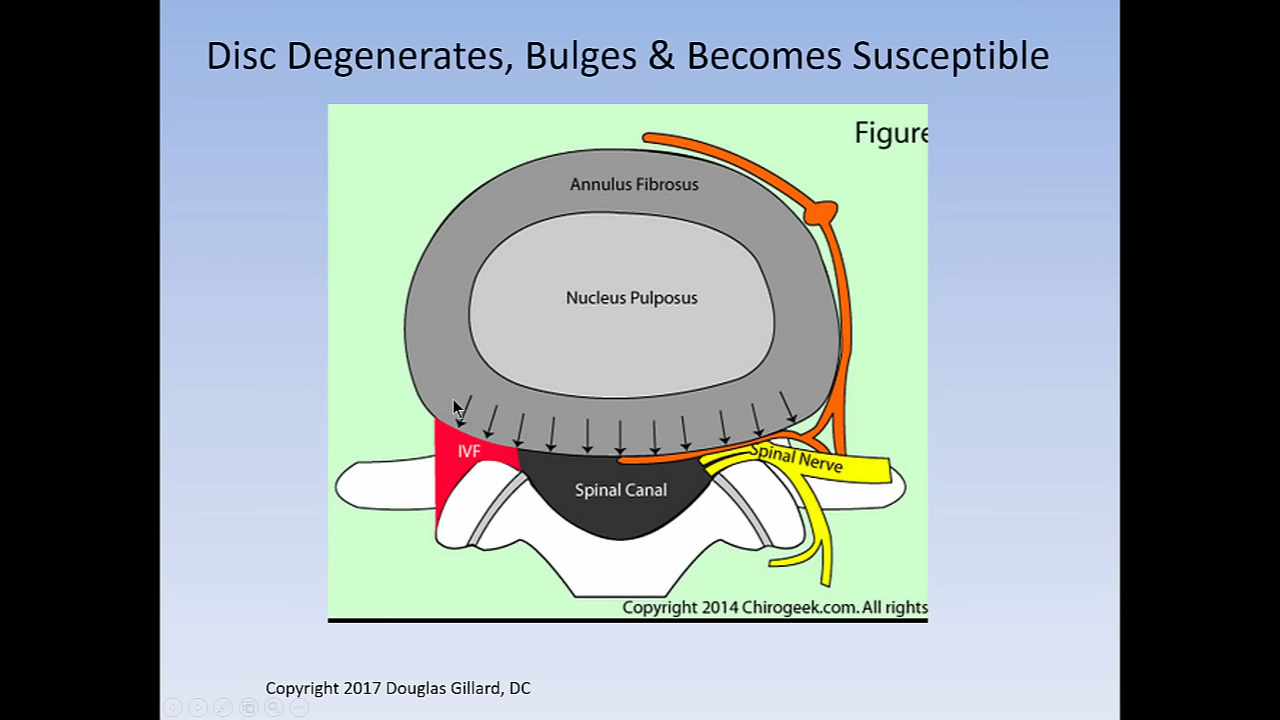 Disc Degenerates, Bulges & Becomes Susceptible
Figure
Annulus Fibrosus
Nucleus Pulposus
IVF
Spinal Nerve
Spinal Canal
Copyright 2014 Chirogeek.com. All rights
Copyright 2017 Douglas Gillard, DC